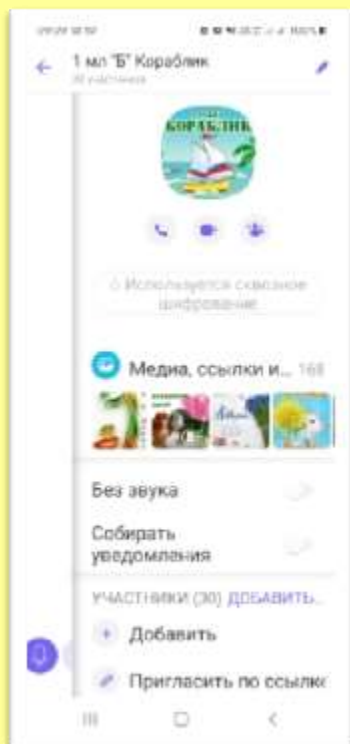 1 мл "Б" Кораблик
КОРАБЛИК
Используется сквозное
шифрование
Медиа, ссылки и... 168
Без звука
Собирать
уведомления
УЧАСТНИКИ (30) ДОБАВИТЬ...
+ Добавить
Пригласить по ссылке